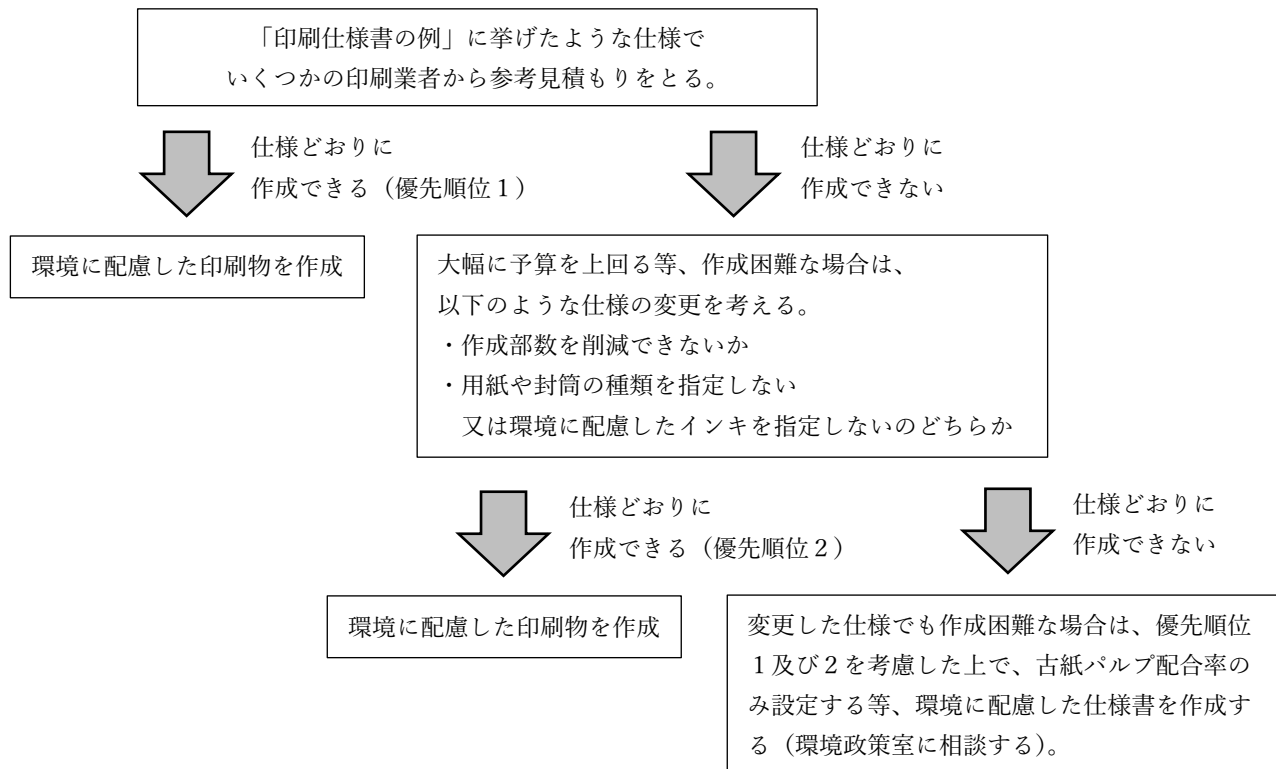 「印刷仕様書の例」に挙げたような仕様で
いくつかの印刷業者から参考見積もりをとる。
仕様どおりに
作成できる（優先順位１）
仕様どおりに
作成できない
環境に配慮した印刷物を作成
大幅に予算を上回る等、作成困難な場合は、
以下のような仕様の変更を考える。
・作成部数を削減できないか
・用紙や封筒の種類を指定しない
又は環境に配慮したインキを指定しないのどちらか
仕様どおりに
作成できる（優先順位２）
仕様どおりに
作成できない
環境に配慮した印刷物を作成
変更した仕様でも作成困難な場合は、優先順位
１及び２を考慮した上で、古紙パルプ配合率の
み設定する等、環境に配慮した仕様書を作成す
る（環境政策室に相談する）。